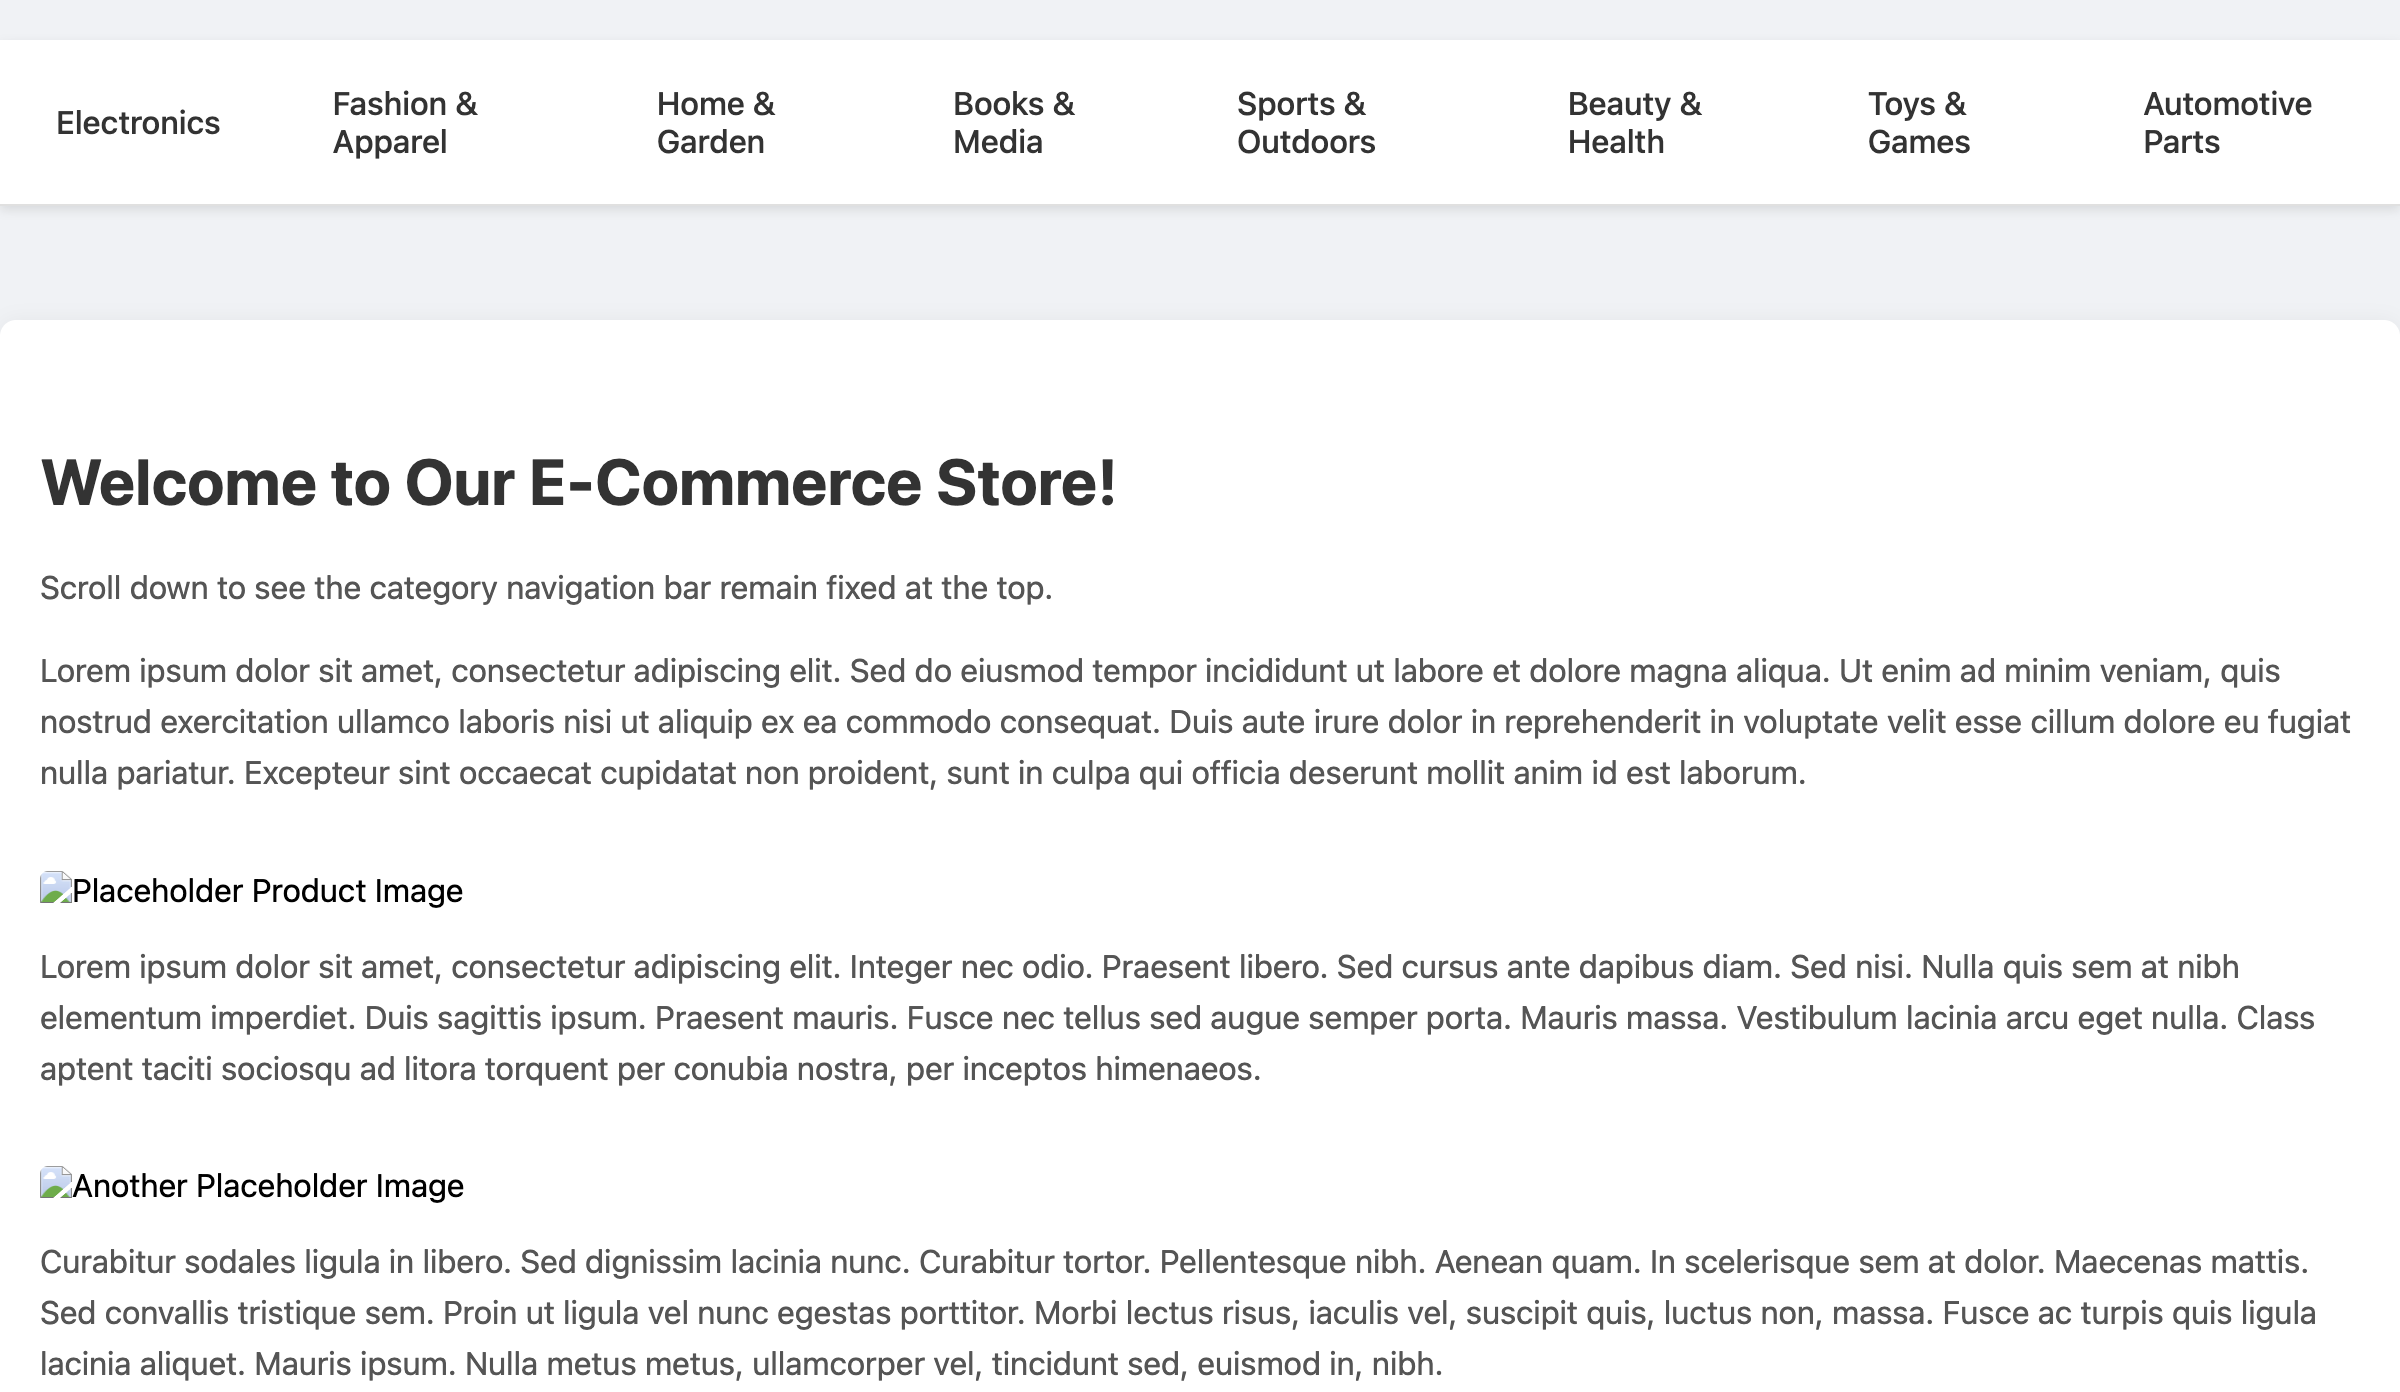 Electronics
Fashion &
Apparel
Home &
Garden
Books &
Media
Sports &
Outdoors
Beauty &
Health
Toys &
Games
Automotive
Parts
Welcome to Our E-Commerce Store!
Scroll down to see the category navigation bar remain fixed at the top.
Lorem ipsum dolor sit amet, consectetur adipiscing elit. Sed do eiusmod tempor incididunt ut labore et dolore magna aliqua. Ut enim ad minim veniam, quis
nostrud exercitation ullamco laboris nisi ut aliquip ex ea commodo consequat. Duis aute irure dolor in reprehenderit in voluptate velit esse cillum dolore eu fugiat
nulla pariatur. Excepteur sint occaecat cupidatat non proident, sunt in culpa qui officia deserunt mollit anim id est laborum.
Placeholder Product Image
Lorem ipsum dolor sit amet, consectetur adipiscing elit. Integer nec odio. Praesent libero. Sed cursus ante dapibus diam. Sed nisi. Nulla quis sem at nibh
elementum imperdiet. Duis sagittis ipsum. Praesent mauris. Fusce nec tellus sed augue semper porta. Mauris massa. Vestibulum lacinia arcu eget nulla. Class
aptent taciti sociosqu ad litora torquent per conubia nostra, per inceptos himenaeos.
Another Placeholder Image
Curabitur sodales ligula in libero. Sed dignissim lacinia nunc. Curabitur tortor. Pellentesque nibh. Aenean quam. In scelerisque sem at dolor. Maecenas mattis.
Sed convallis tristique sem. Proin ut ligula vel nunc egestas porttitor. Morbi lectus risus, iaculis vel, suscipit quis, luctus non, massa. Fusce ac turpis quis ligula
lacinia aliquet. Mauris ipsum. Nulla metus metus, ullamcorper vel, tincidunt sed, euismod in, nibh.